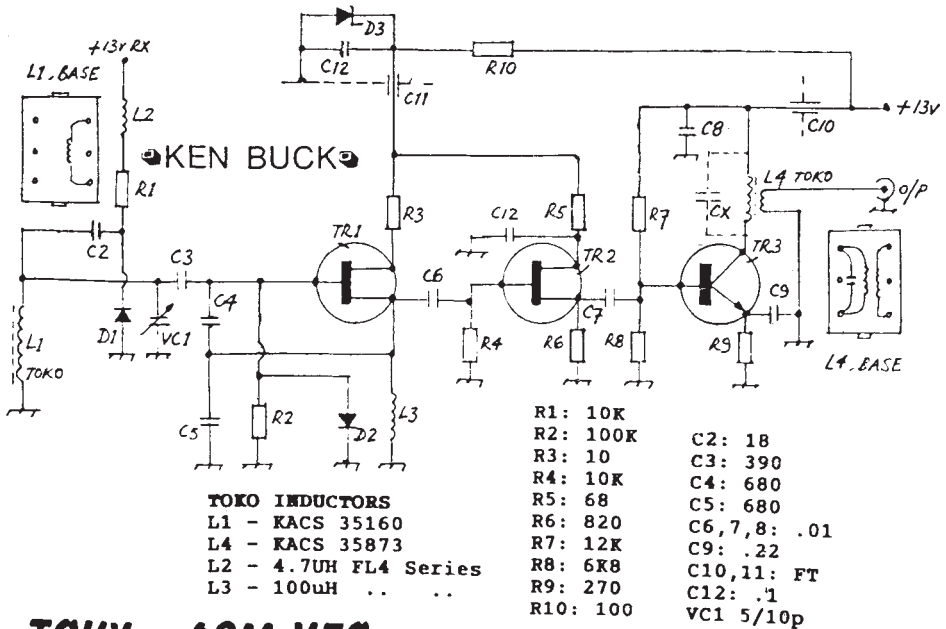 D3
+13v RX
C12
R10
L1.BASE
C11
L2
+13v
C8
C10
KEN BUCK
R1
L4 TOKO
O/P
R3
C12
R5
R7
CX
C2
TR1
TR2
TR3
C3
C6
C9
C4
C7
D1
VC1
R4
R6
R8
R9
L4.BASE
L1
TOKO
C5
R2
D2
L3
TOKO INDUCTORS
L1 - KACS 35160
L4 - KACS 35873
L2 - 4.7UH FL4 Series
L3 - 100uH .. ..
R1: 10K
R2: 100K
R3: 10
R4: 10K
R5: 68
R6: 820
R7: 12K
R8: 6K8
R9: 270
R10: 100
C2: 18
C3: 390
C4: 680
C5: 680
C6,7,8: .01
C9: .22
C10,11: FT
C12: .1
VC1 5/10p